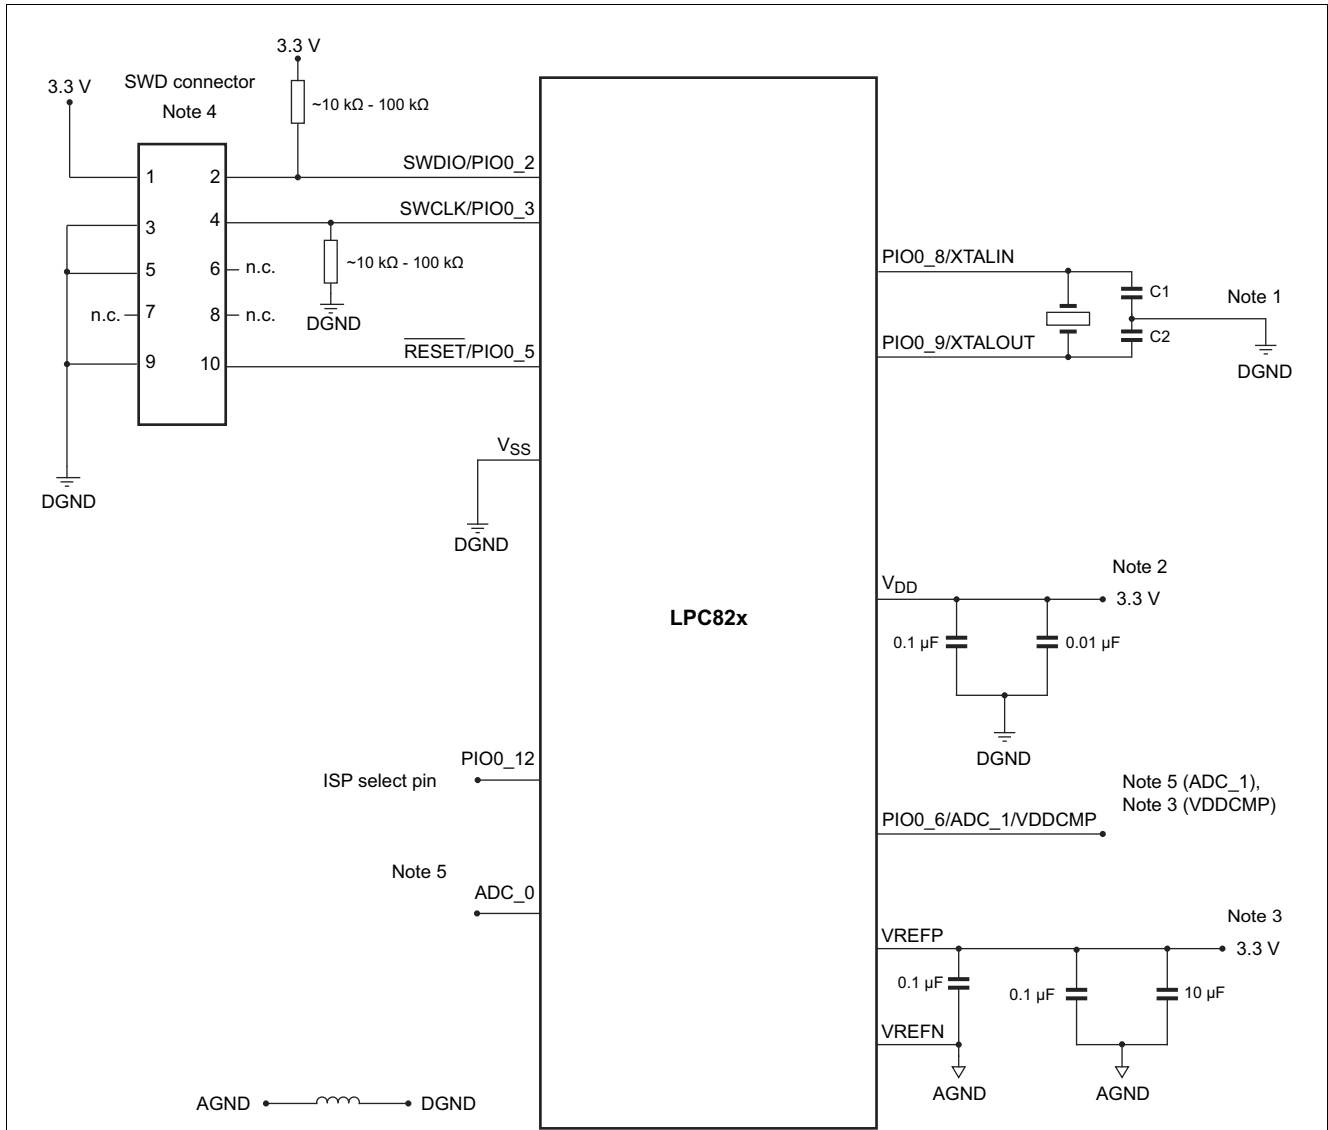 3.3 V
3.3 V
SWD connector
Note 4
~10 kΩ - 100 kΩ
1
2
SWDIO/PIO0_2
3
4
SWCLK/PIO0_3
5
6
n.c.
~10 kΩ - 100 kΩ
n.c.
7
8
n.c.
DGND
9
10
RESET/PIO0_5
DGND
VSS
DGND
LPC82x
PIO0_12
ISP select pin
Note 5
ADC_0
AGND
DGND
PIO0_8/XTALIN
C1
Note 1
PIO0_9/XTALOUT
C2
DGND
Note 2
VDD
3.3 V
0.1 µF
0.01 µF
DGND
Note 5 (ADC_1),
Note 3 (VDDCMP)
PIO0_6/ADC_1/VDDCMP
Note 3
VREFP
3.3 V
0.1 µF
0.1 µF
10 µF
VREFN
AGND
AGND